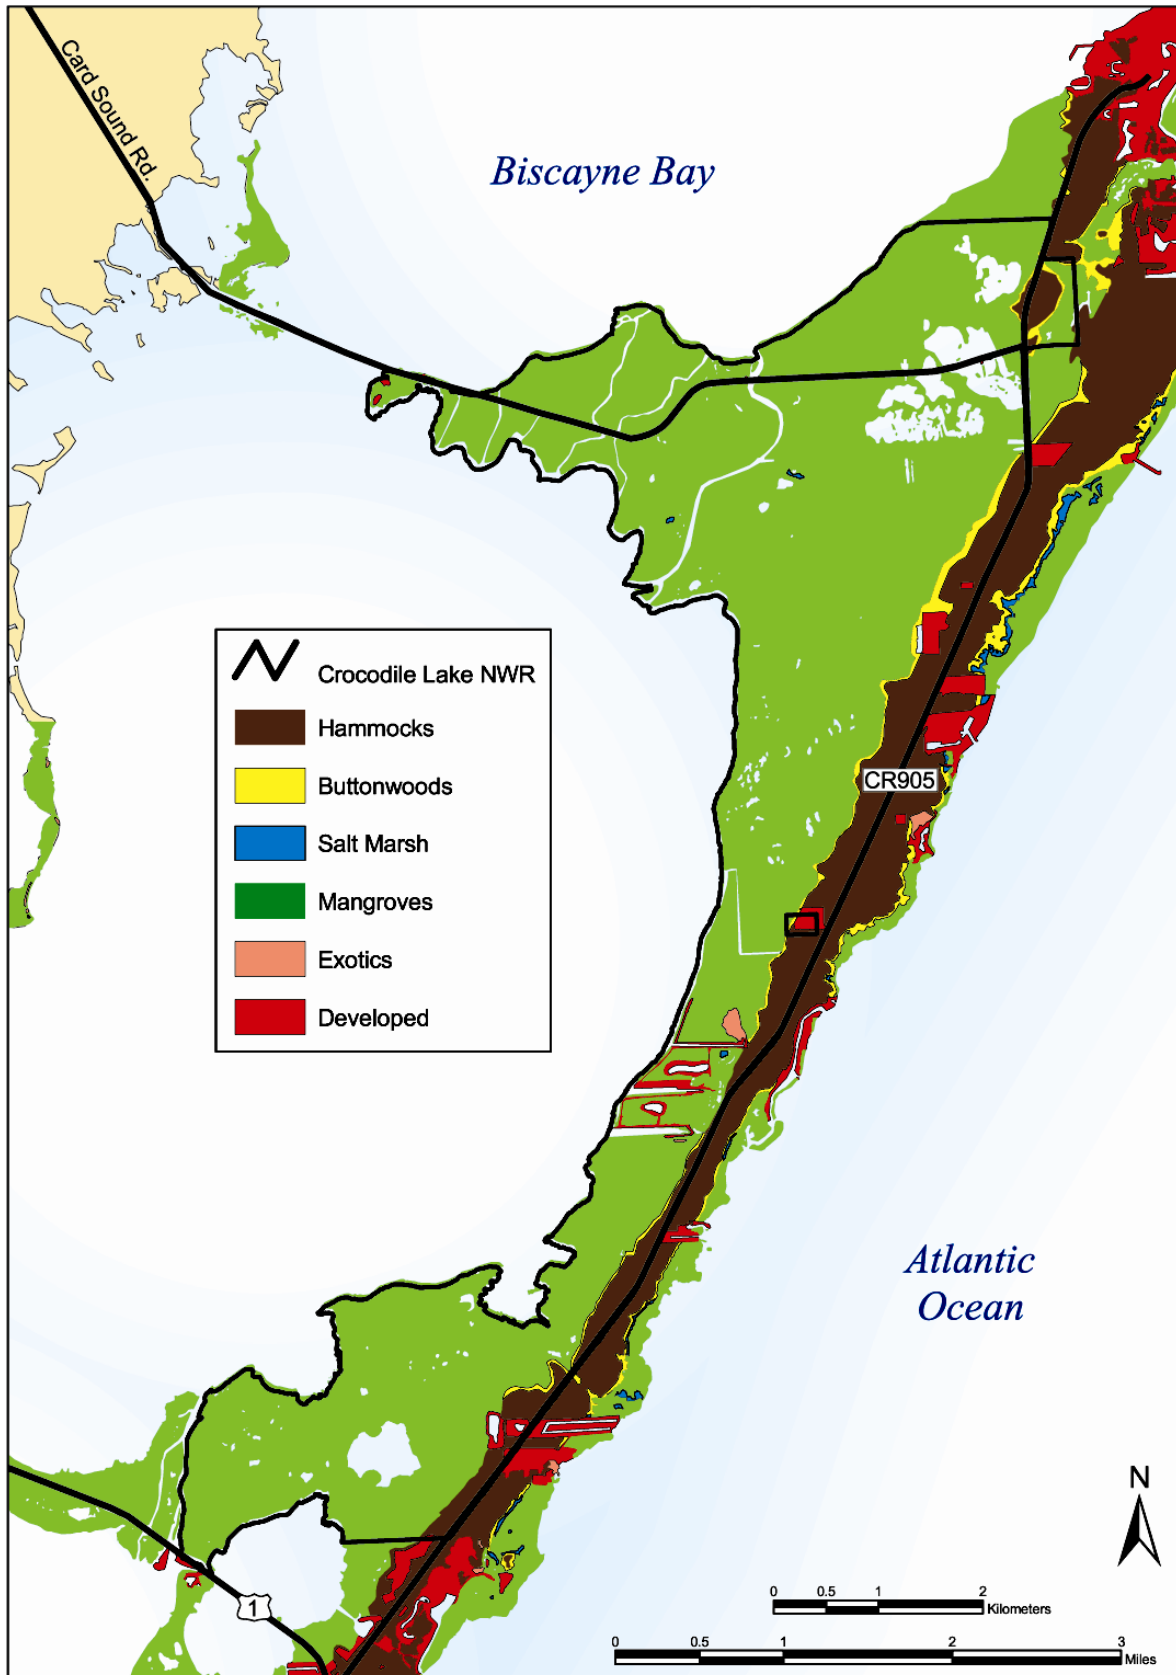 Card Sound Rd.
Biscayne Bay
Crocodile Lake NWR
Hammocks
Buttonwoods
Salt Marsh
Mangroves
Exotics
Developed
CR905
Atlantic
Ocean
N
1
0 0.5 1 2
Kilometers
0 0.5 1 2 3
Miles